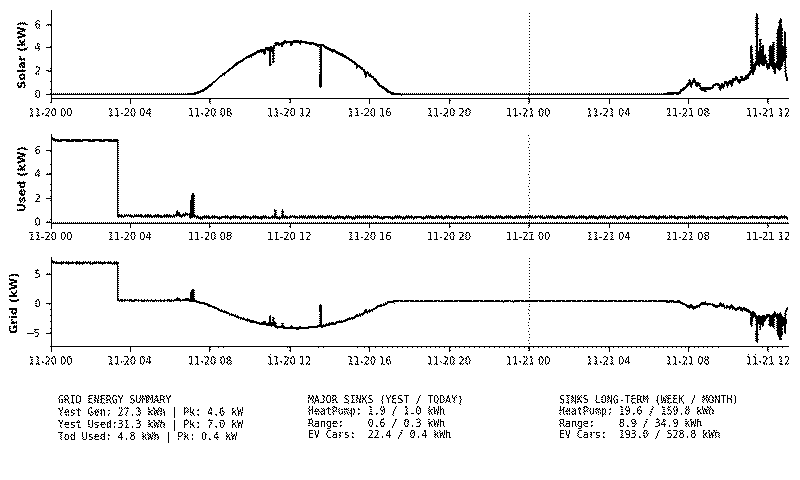 Solar (kW)
6
4
2
0
11-20 00 11-20 04 11-20 08 11-20 12 11-20 16 11-20 20 11-21 00 11-21 04 11-21 08 11-21 12
Used (kW)
6
4
2
0
11-20 00 11-20 04 11-20 08 11-20 12 11-20 16 11-20 20 11-21 00 11-21 04 11-21 08 11-21 12
Grid (kW)
5
0
−5
11-20 00 11-20 04 11-20 08 11-20 12 11-20 16 11-20 20 11-21 00 11-21 04 11-21 08 11-21 12
GRID ENERGY SUMMARY
Yest Gen: 27.3 kWh | Pk: 4.6 kW
Yest Used:31.3 kWh | Pk: 7.0 kW
Tod Used: 4.8 kWh | Pk: 0.4 kW
MAJOR SINKS (YEST / TODAY)
HeatPump: 1.9 / 1.0 kWh
Range: 0.6 / 0.3 kWh
EV Cars: 22.4 / 0.4 kWh
SINKS LONG-TERM (WEEK / MONTH)
HeatPump: 19.6 / 159.8 kWh
Range: 8.9 / 34.9 kWh
EV Cars: 193.0 / 528.8 kWh